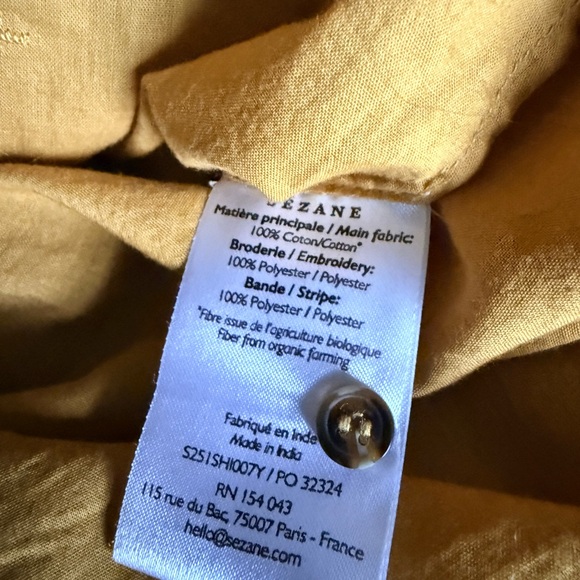 SÉZANE
Matière principale / Main fabric:
100% Coton/Cotton*
Broderie / Embroidery:
100% Polyester / Polyester
Bande / Stripe:
100% Polyester / Polyester
*Fibre issue de l'agriculture biologique
Fiber from organic farming
Fabriqué en Inde
Made in India
S251SHI007Y / PO 32324
RN 154 043
115 rue du Bac, 75007 Paris - France
hello@sezane.com